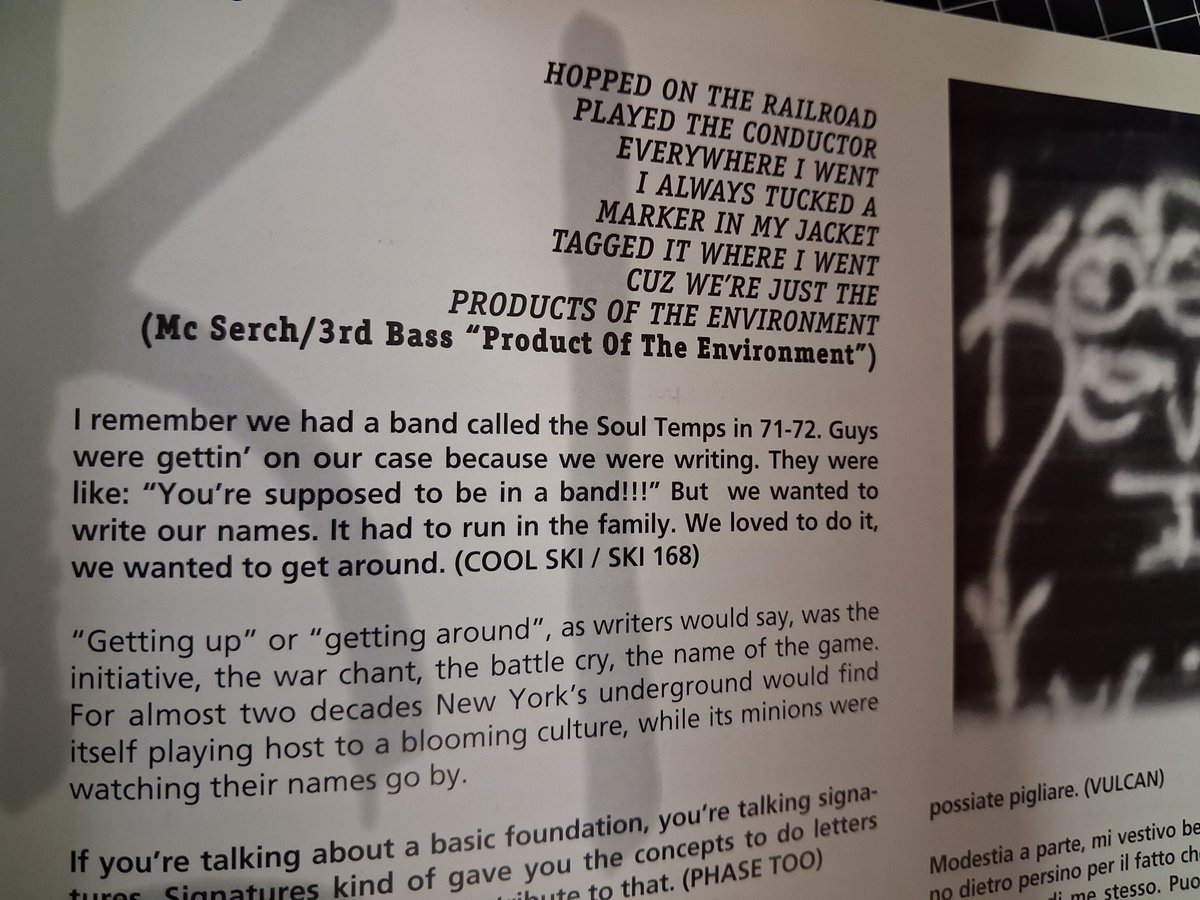 HOPPED ON THE RAILROAD
PLAYED THE CONDUCTOR
EVERYWHERE I WENT
I ALWAYS TUCKED A
MARKER IN MY JACKET
TAGGED IT WHERE I WENT
CUZ WE'RE JUST THE
PRODUCTS OF THE ENVIRONMENT
(Mc Serch/3rd Bass “Product Of The Environment”)
I remember we had a band called the Soul Temps in 71-72. Guys
were gettin’ on our case because we were writing. They were
like: “You’re supposed to be in a band!!!” But we wanted to
write our names. It had to run in the family. We loved to do it,
we wanted to get around. (COOL SKI / SKI 168)
“Getting up” or “getting around”, as writers would say, was the
initiative, the war chant, the battle cry, the name of the game.
For almost two decades New York’s underground would find
itself playing host to a blooming culture, while its minions were
watching their names go by.
If you’re talking about a basic foundation, you’re talking signa-
tures. Signatures kind of gave you the concepts to do letters
to that. (PHASE TOO)
possiate pigliare. (VULCAN)
Modestia a parte, mi vestivo
no dietro persino per il fatto
di me stesso.